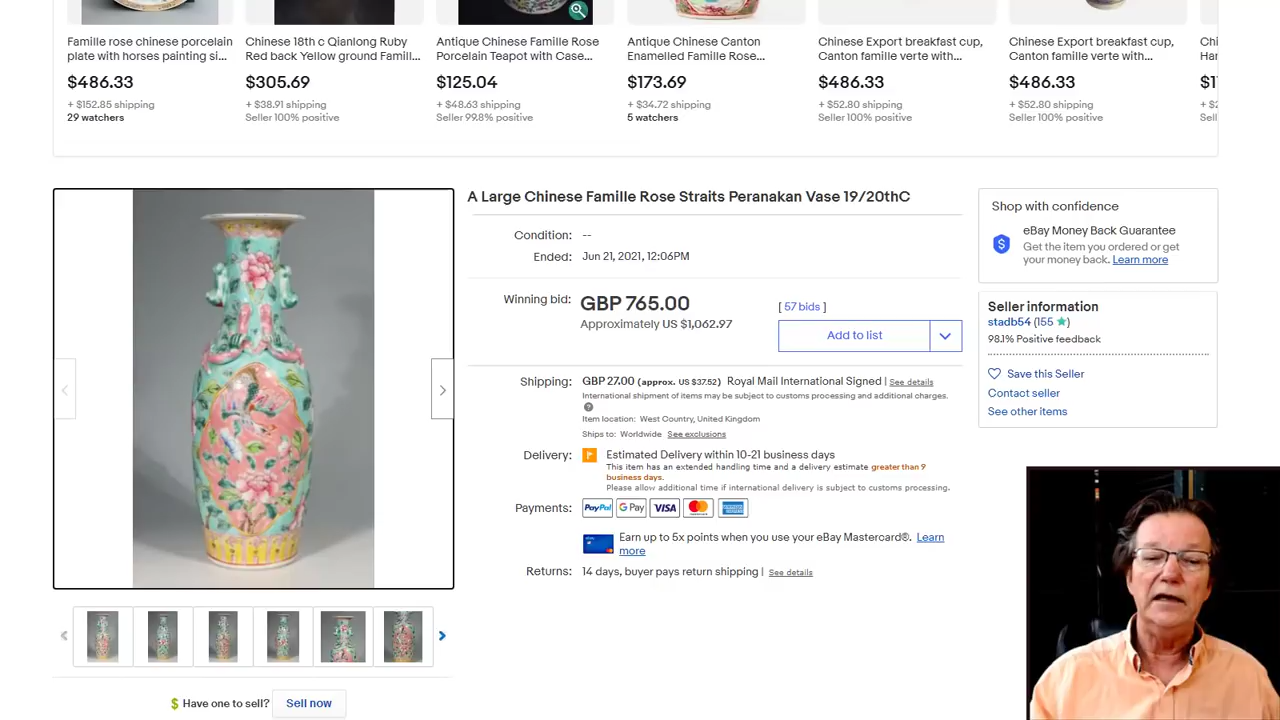 Famille rose chinese porcelain
plate with horses painting si...
$486.33
+ $152.85 shipping
29 watchers
Chinese 18th c Qianlong Ruby
Red back Yellow ground Famill...
$305.69
+ $38.91 shipping
Seller 100% positive
Antique Chinese Famille Rose
Porcelain Teapot with Case...
$125.04
+ $48.63 shipping
Seller 99.8% positive
Antique Chinese Canton
Enamelled Famille Rose...
$173.69
+ $34.72 shipping
5 watchers
Chinese Export breakfast cup,
Canton famille verte with...
$486.33
+ $52.80 shipping
Seller 100% positive
Chinese Export breakfast cup,
Canton famille verte with...
$486.33
+ $52.80 shipping
Seller 100% positive
A Large Chinese Famille Rose Straits Peranakan Vase 19/20thC
Condition: --
Ended: Jun 21, 2021, 12:06PM
Winning bid: GBP 765.00 [ 57 bids ]
Approximately US $1,062.97
Add to list
Shipping: GBP 27.00 (approx. US $37.52) Royal Mail International Signed | See details
International shipment of items may be subject to customs processing and additional charges.
Item location: West Country, United Kingdom
Ships to: Worldwide See exclusions
Delivery: Estimated Delivery within 10-21 business days
This item has an extended handling time and a delivery estimate greater than 9
business days.
Please allow additional time if international delivery is subject to customs processing.
Payments: PayPal G Pay VISA
Earn up to 5x points when you use your eBay Mastercard®. Learn
more
Returns: 14 days, buyer pays return shipping | See details
Shop with confidence
eBay Money Back Guarantee
Get the item you ordered or get
your money back. Learn more
Seller information
stadb54 (155)
98.1% Positive feedback
Save this Seller
Contact seller
See other items
$ Have one to sell? Sell now